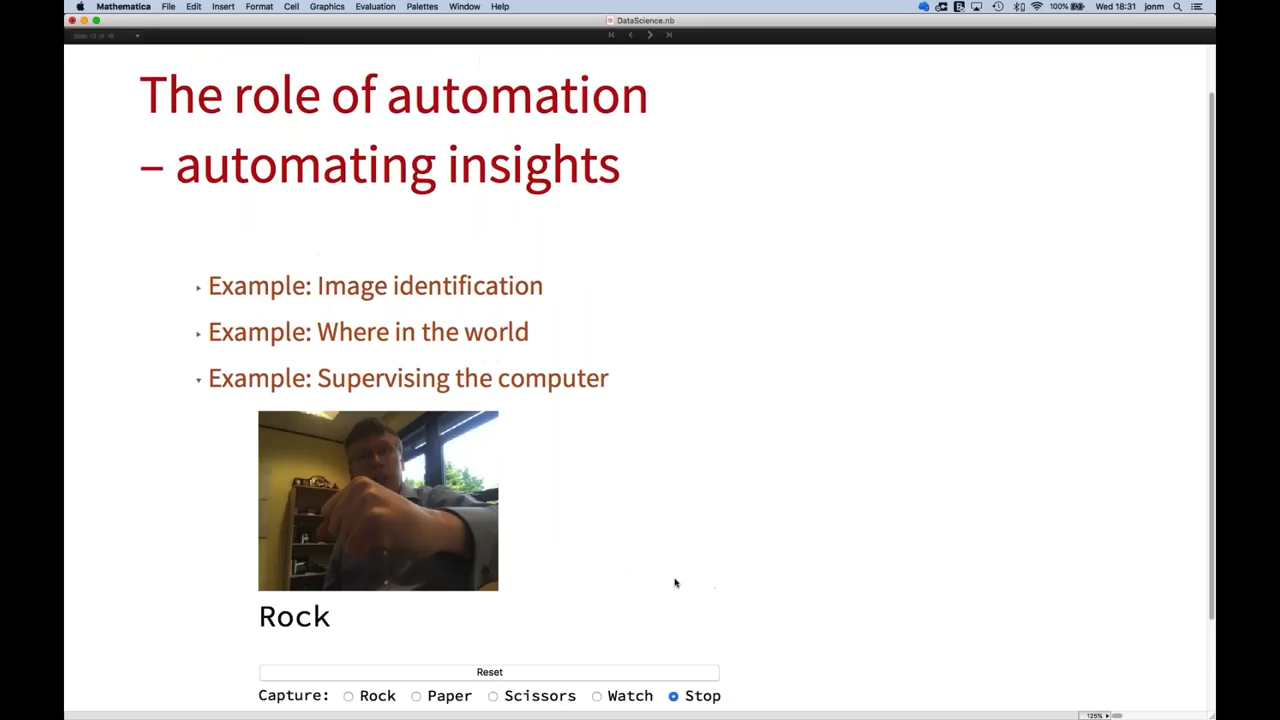 Mathematica File Edit Insert Format Cell Graphics Evaluation Palettes Window Help 100% Wed 18:31 jonm
DataScience.nb
The role of automation
– automating insights
Example: Image identification
Example: Where in the world
Example: Supervising the computer
Rock
Reset
Capture: Rock Paper Scissors Watch Stop
125%